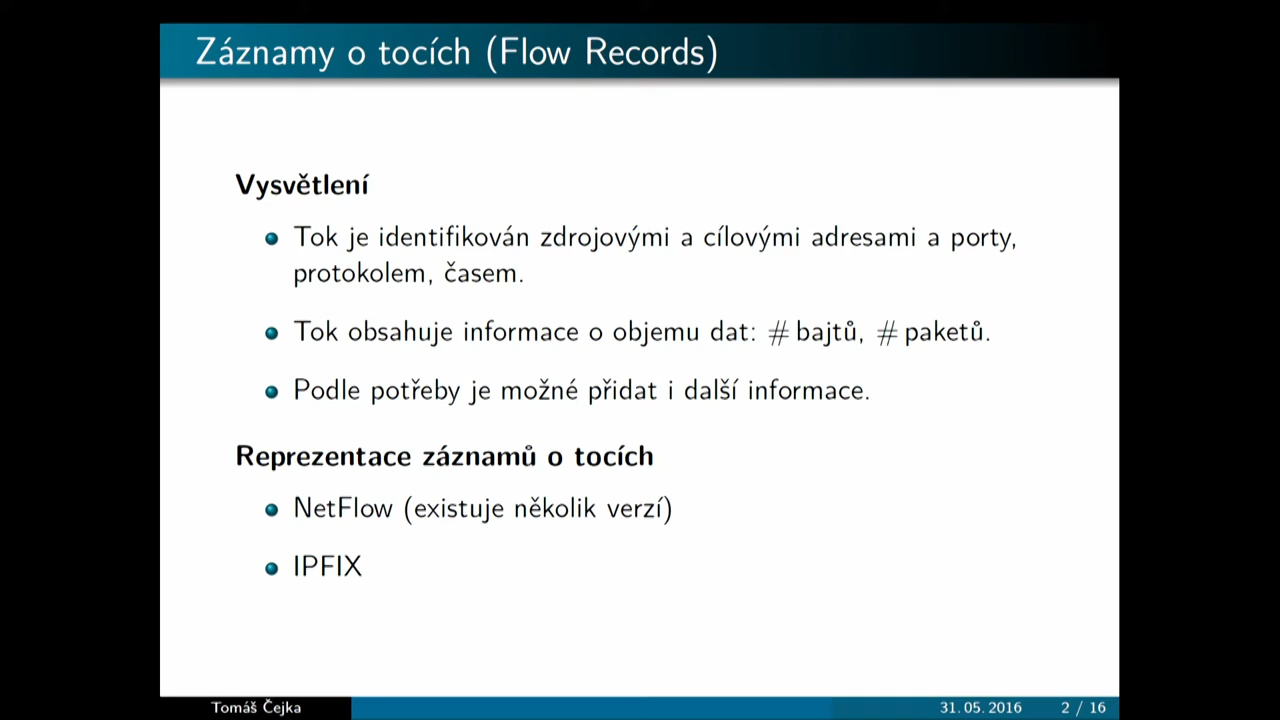 Záznamy o tocích (Flow Records)
Vysvětlení
Tok je identifikován zdrojovými a cílovými adresami a porty,
protokolem, časem.
Tok obsahuje informace o objemu dat: #bajtů, #paketů.
Podle potřeby je možné přidat i další informace.
Reprezentace záznamů o tocích
NetFlow (existuje několik verzí)
IPFIX
Tomáš Čejka 31.05.2016 2 / 16